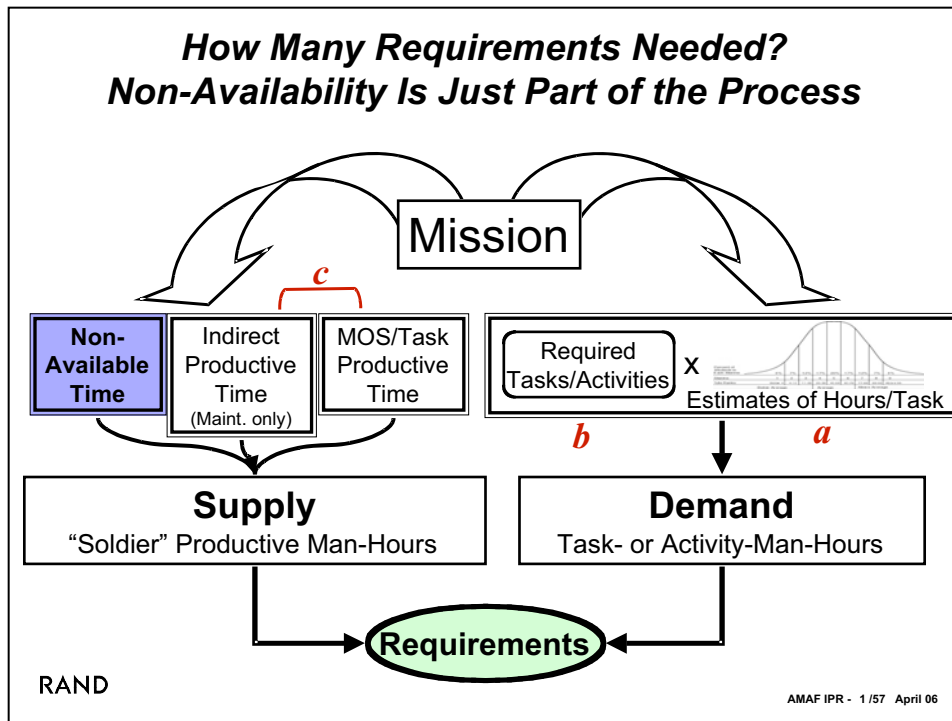 How Many Requirements Needed?
Non-Availability Is Just Part of the Process
Mission
c
Non-
Available
Time
Indirect
Productive
Time
(Maint. only)
MOS/Task
Productive
Time
Required
Tasks/Activities
x
Estimates of Hours/Task
b
a
Supply
“Soldier” Productive Man-Hours
Demand
Task- or Activity-Man-Hours
Requirements
RAND
AMAF IPR - 1 /57 April 06